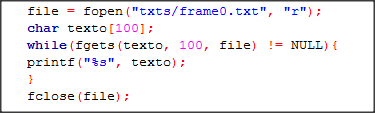 file = fopen("txts/frame0.txt", "r");
char texto[100];
while(fgets(texto, 100, file) != NULL){
printf("%s", texto);
}
fclose(file);